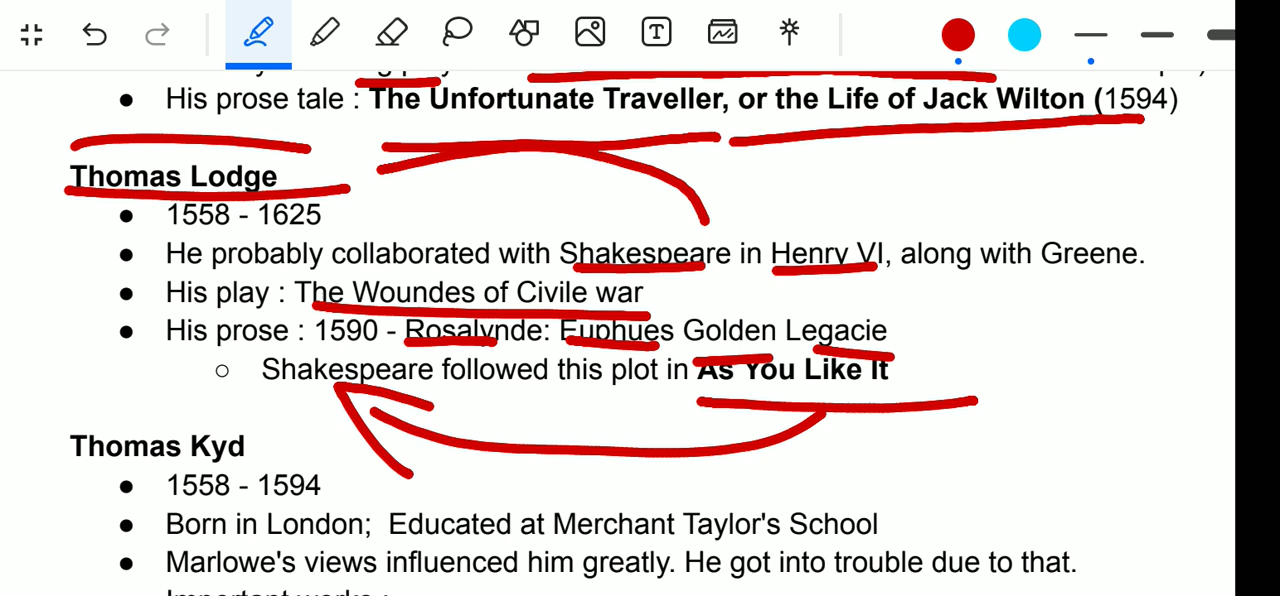 ● His prose tale : The Unfortunate Traveller, or the Life of Jack Wilton (1594)
Thomas Lodge
● 1558 - 1625
● He probably collaborated with Shakespeare in Henry VI, along with Greene.
● His play : The Woundes of Civile war
● His prose : 1590 - Rosalynde: Euphues Golden Legacie
○ Shakespeare followed this plot in As You Like It
Thomas Kyd
● 1558 - 1594
● Born in London; Educated at Merchant Taylor's School
● Marlowe's views influenced him greatly. He got into trouble due to that.
Important works :